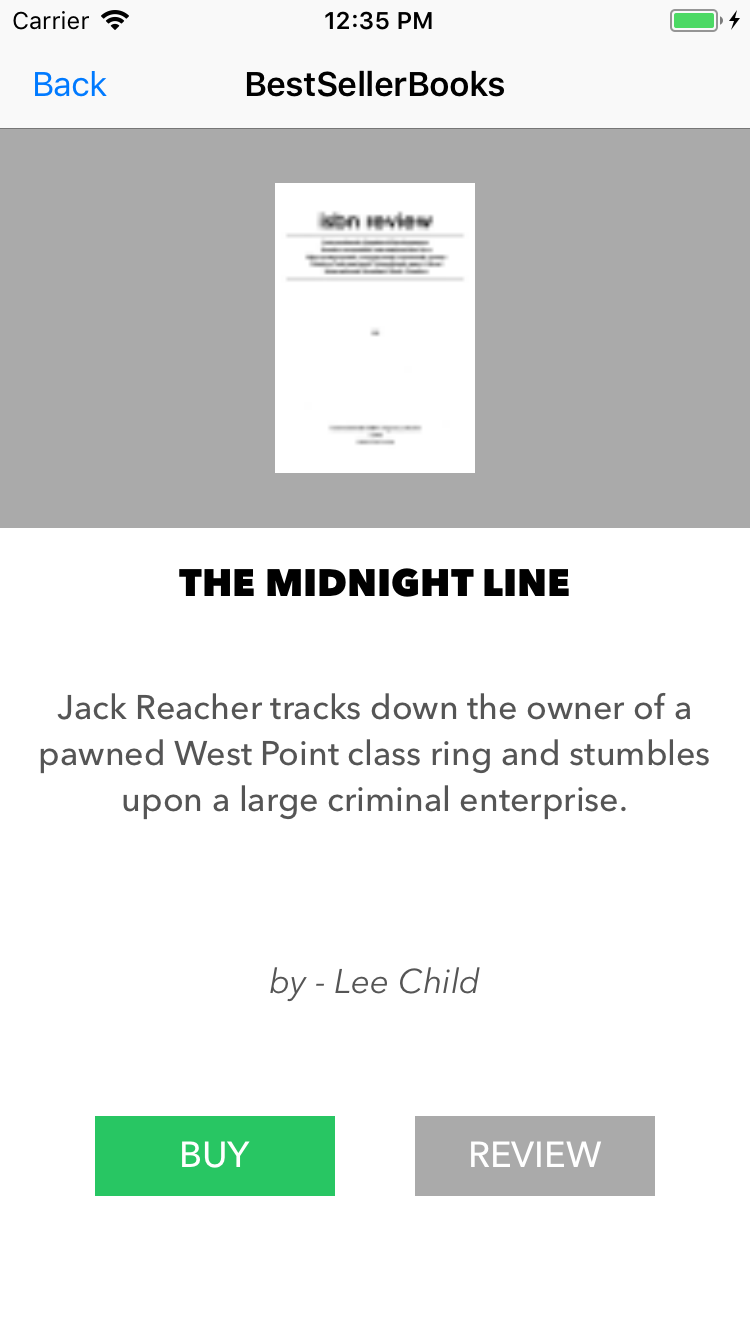 Carrier 12:35 PM
Back BestSellerBooks
isbn review
THE MIDNIGHT LINE
Jack Reacher tracks down the owner of a
pawned West Point class ring and stumbles
upon a large criminal enterprise.
by - Lee Child
BUY REVIEW